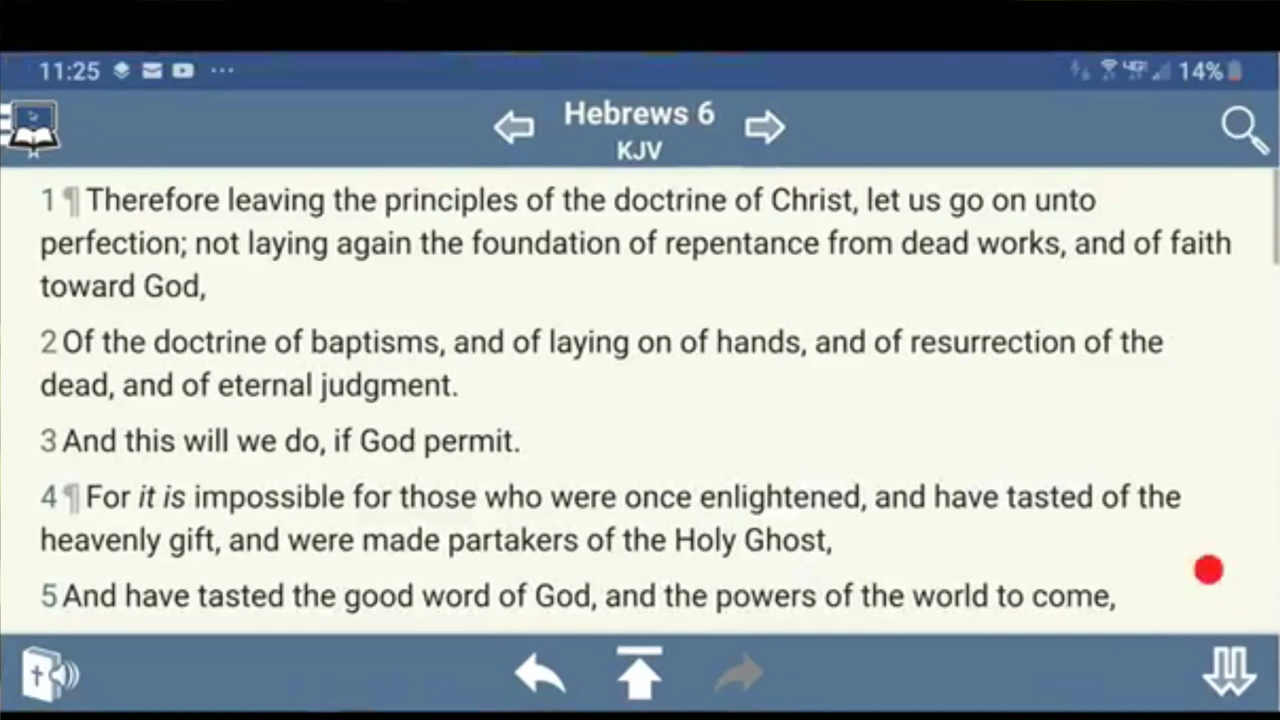 11:25 ... 4G 14%
Hebrews 6
KJV
1 ¶ Therefore leaving the principles of the doctrine of Christ, let us go on unto
perfection; not laying again the foundation of repentance from dead works, and of faith
toward God,
2 Of the doctrine of baptisms, and of laying on of hands, and of resurrection of the
dead, and of eternal judgment.
3 And this will we do, if God permit.
4 ¶ For it is impossible for those who were once enlightened, and have tasted of the
heavenly gift, and were made partakers of the Holy Ghost,
5 And have tasted the good word of God, and the powers of the world to come,